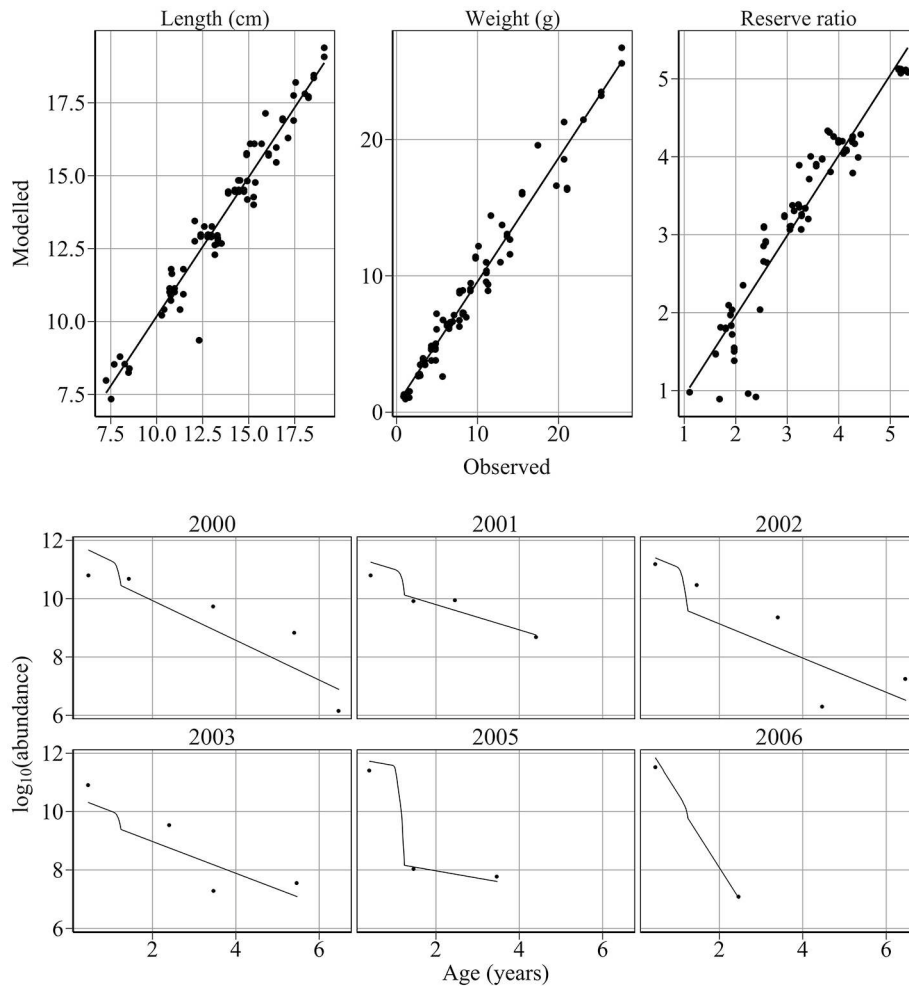 Length (cm) Weight (g) Reserve ratio
Modelled
17.5
15.0
12.5
10.0
7.5
20
10
0
5
4
3
2
1
7.5 10.0 12.5 15.0 17.5 0 10 20 1 2 3 4 5
Observed
2000 2001 2002
log₁₀(abundance)
12
10
8
6
2003 2005 2006
12
10
8
6
2 4 6 2 4 6 2 4 6
Age (years)